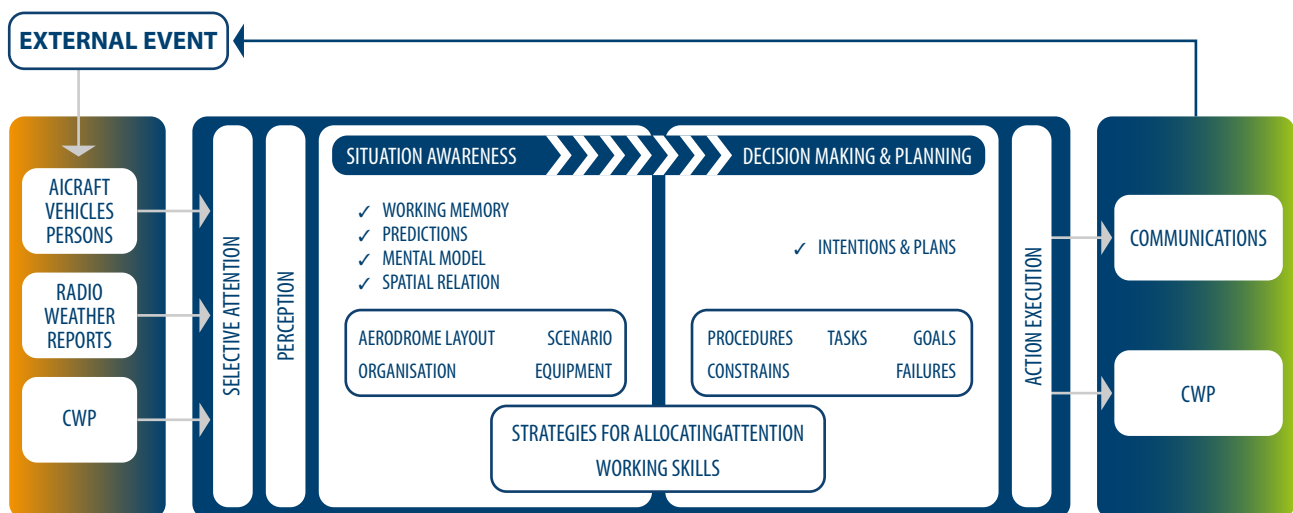 EXTERNAL EVENT
AICRAFT
VEHICLES
PERSONS
RADIO
WEATHER
REPORTS
CWP
SELECTIVE ATTENTION
PERCEPTION
SITUATION AWARENESS
✓ WORKING MEMORY
✓ PREDICTIONS
✓ MENTAL MODEL
✓ SPATIAL RELATION
AERODROME LAYOUT SCENARIO
ORGANISATION EQUIPMENT
DECISION MAKING & PLANNING
✓ INTENTIONS & PLANS
PROCEDURES TASKS GOALS
CONSTRAINS FAILURES
STRATEGIES FOR ALLOCATINGATTENTION
WORKING SKILLS
ACTION EXECUTION
COMMUNICATIONS
CWP